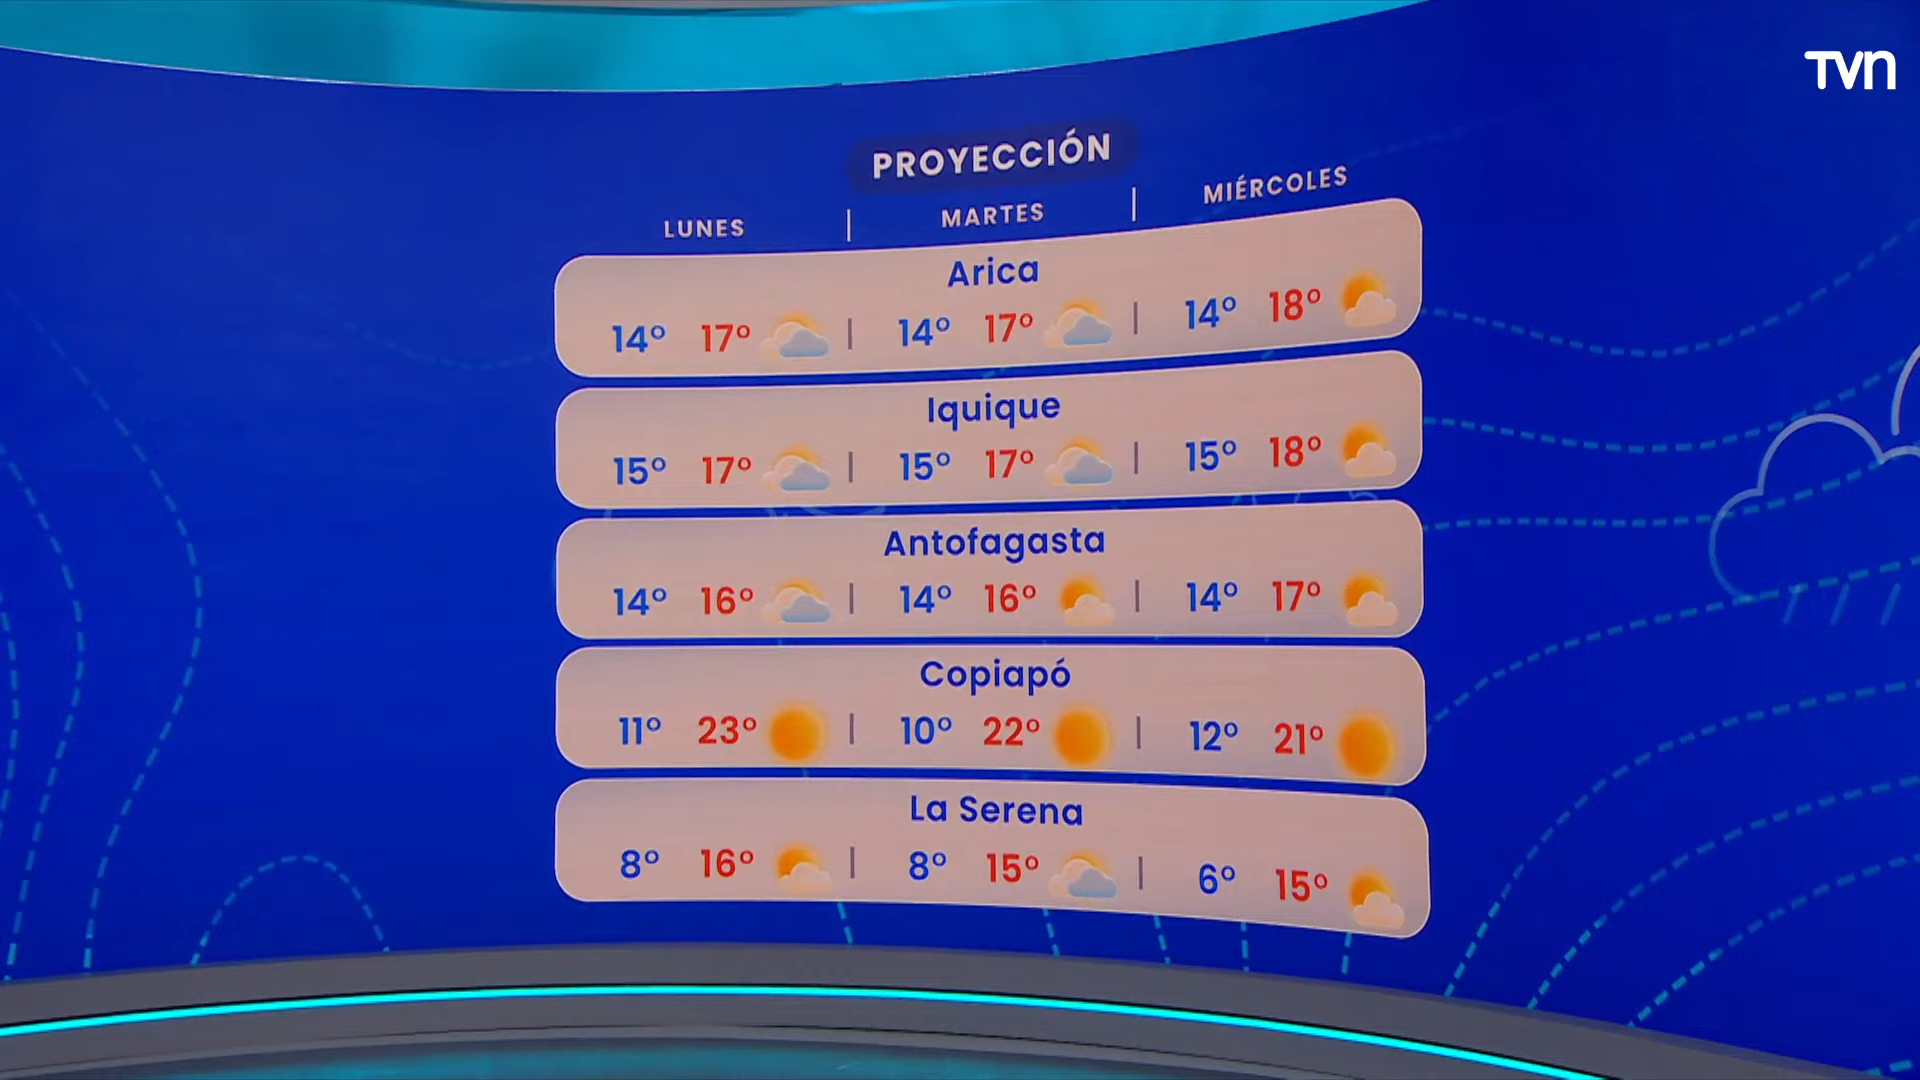 TVN
PROYECCIÓN
LUNES | MARTES | MIÉRCOLES
Arica
14° 17° | 14° 17° | 14° 18°
Iquique
15° 17° | 15° 17° | 15° 18°
Antofagasta
14° 16° | 14° 16° | 14° 17°
Copiapó
11° 23° | 10° 22° | 12° 21°
La Serena
8° 16° | 8° 15° | 6° 15°